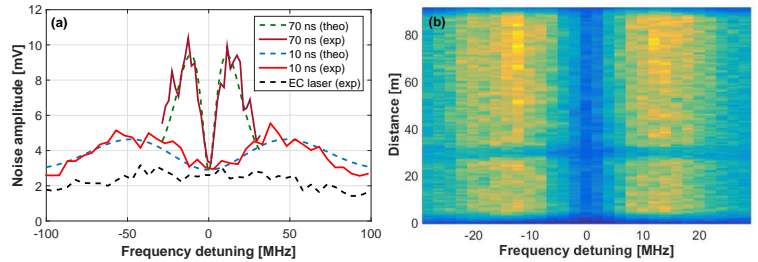 (a)
12
10
8
6
4
2
0
-100
-50
0
50
100
Noise amplitude [mV]
Frequency detuning [MHz]
70 ns (theo)
70 ns (exp)
10 ns (theo)
10 ns (exp)
EC laser (exp)
(b)
80
60
40
20
0
-20
-10
0
10
20
Distance [m]
Frequency detuning [MHz]